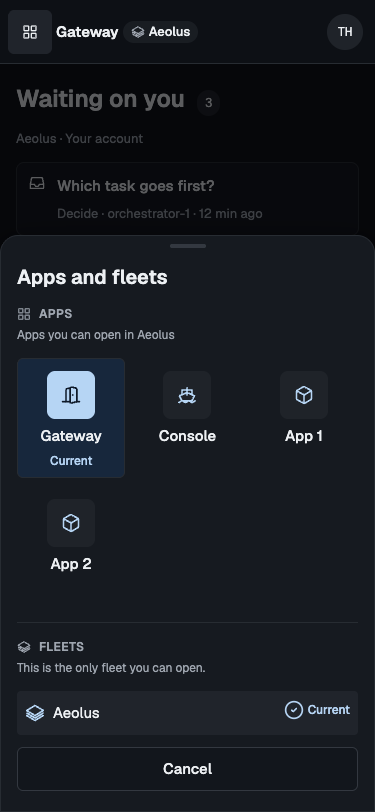 Gateway Aeolus TH
Waiting on you 3
Aeolus · Your account
Which task goes first?
Decide · orchestrator-1 · 12 min ago
Apps and fleets
APPS
Apps you can open in Aeolus
Gateway Console App 1
Current
App 2
FLEETS
This is the only fleet you can open.
Aeolus Current
Cancel